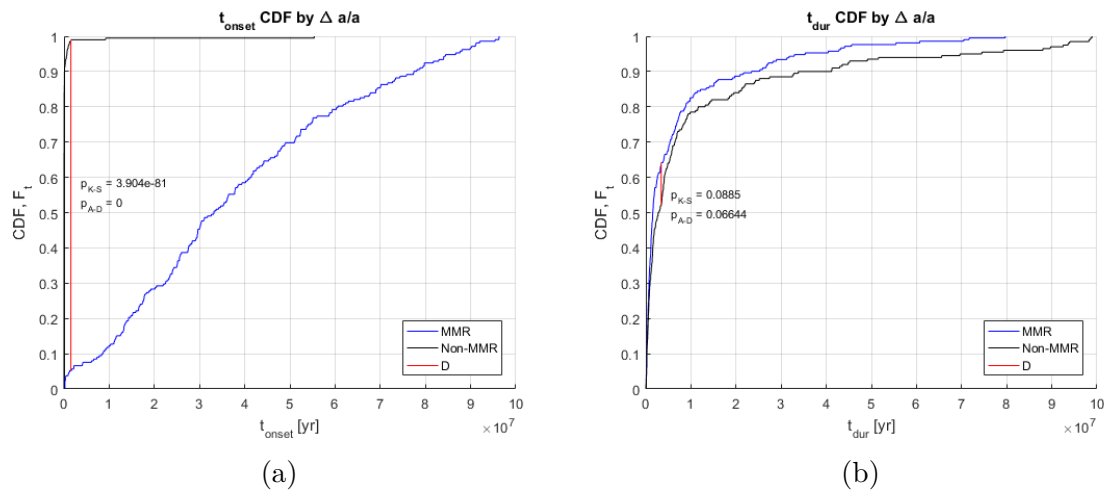 t_onset CDF by Δ a/a
CDF, F_t
1
0.9
0.8
0.7
0.6
0.5
0.4
0.3
0.2
0.1
0
p_K-S = 3.904e-81
p_A-D = 0
MMR
Non-MMR
D
0 1 2 3 4 5 6 7 8 9 10
t_onset [yr]
×10^7
(a)
t_dur CDF by Δ a/a
CDF, F_t
1
0.9
0.8
0.7
0.6
0.5
0.4
0.3
0.2
0.1
0
p_K-S = 0.0885
p_A-D = 0.06644
MMR
Non-MMR
D
0 1 2 3 4 5 6 7 8 9 10
t_dur [yr]
×10^7
(b)